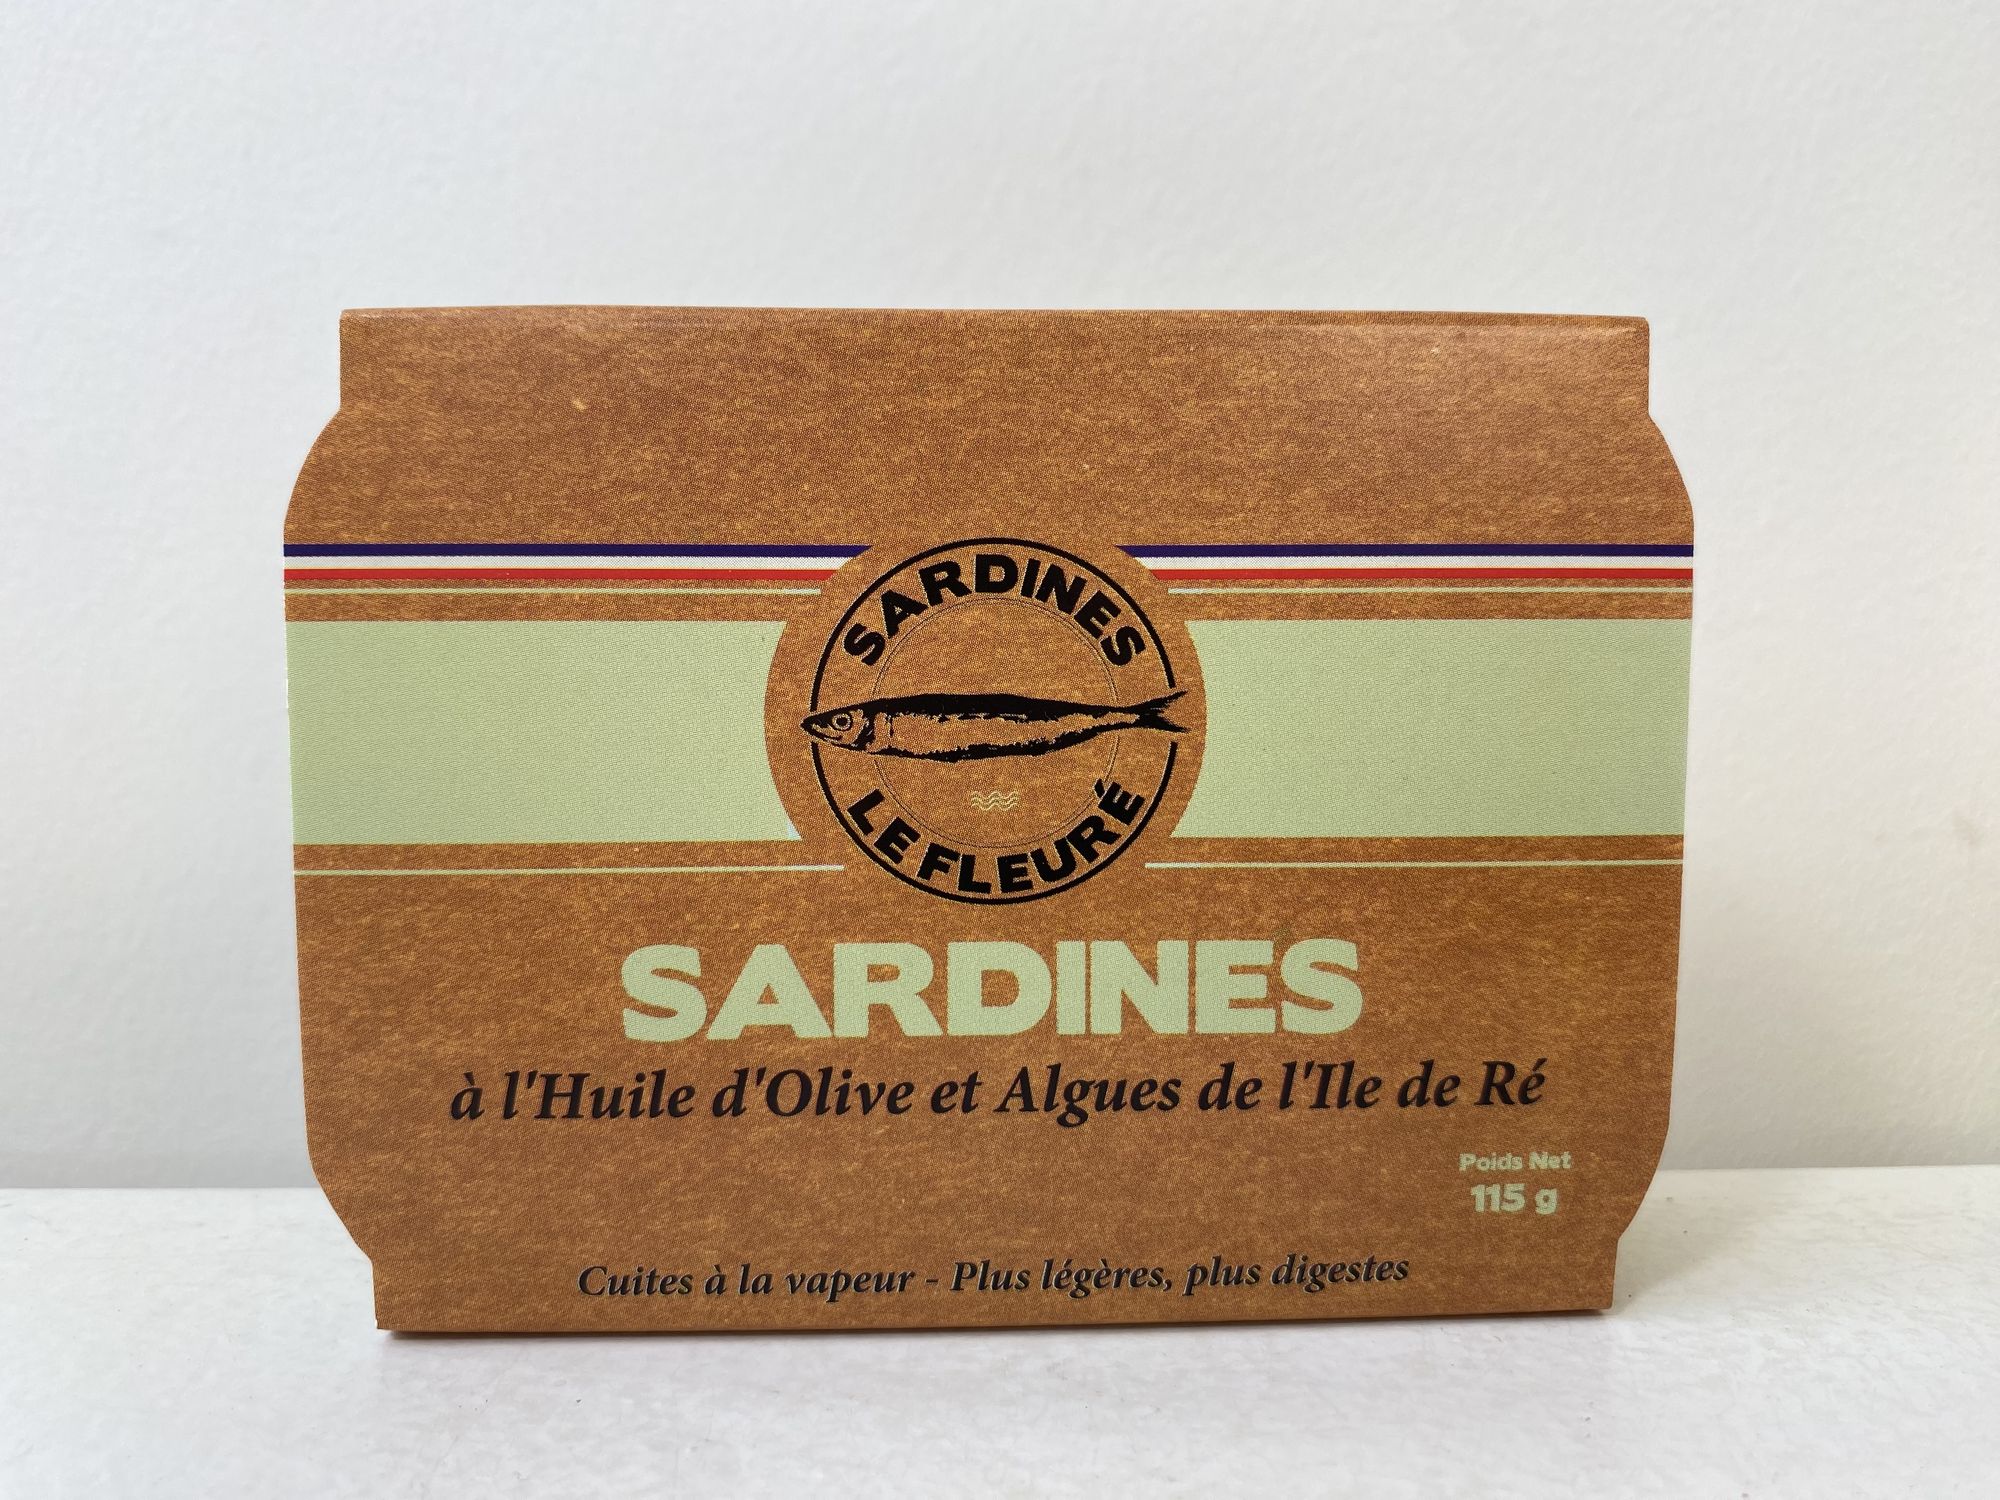 SARDINES
LE FLEURÉ
SARDINES
à l'Huile d'Olive et Algues de l'Ile de Ré
Poids Net
115 g
Cuites à la vapeur - Plus légères, plus digestes